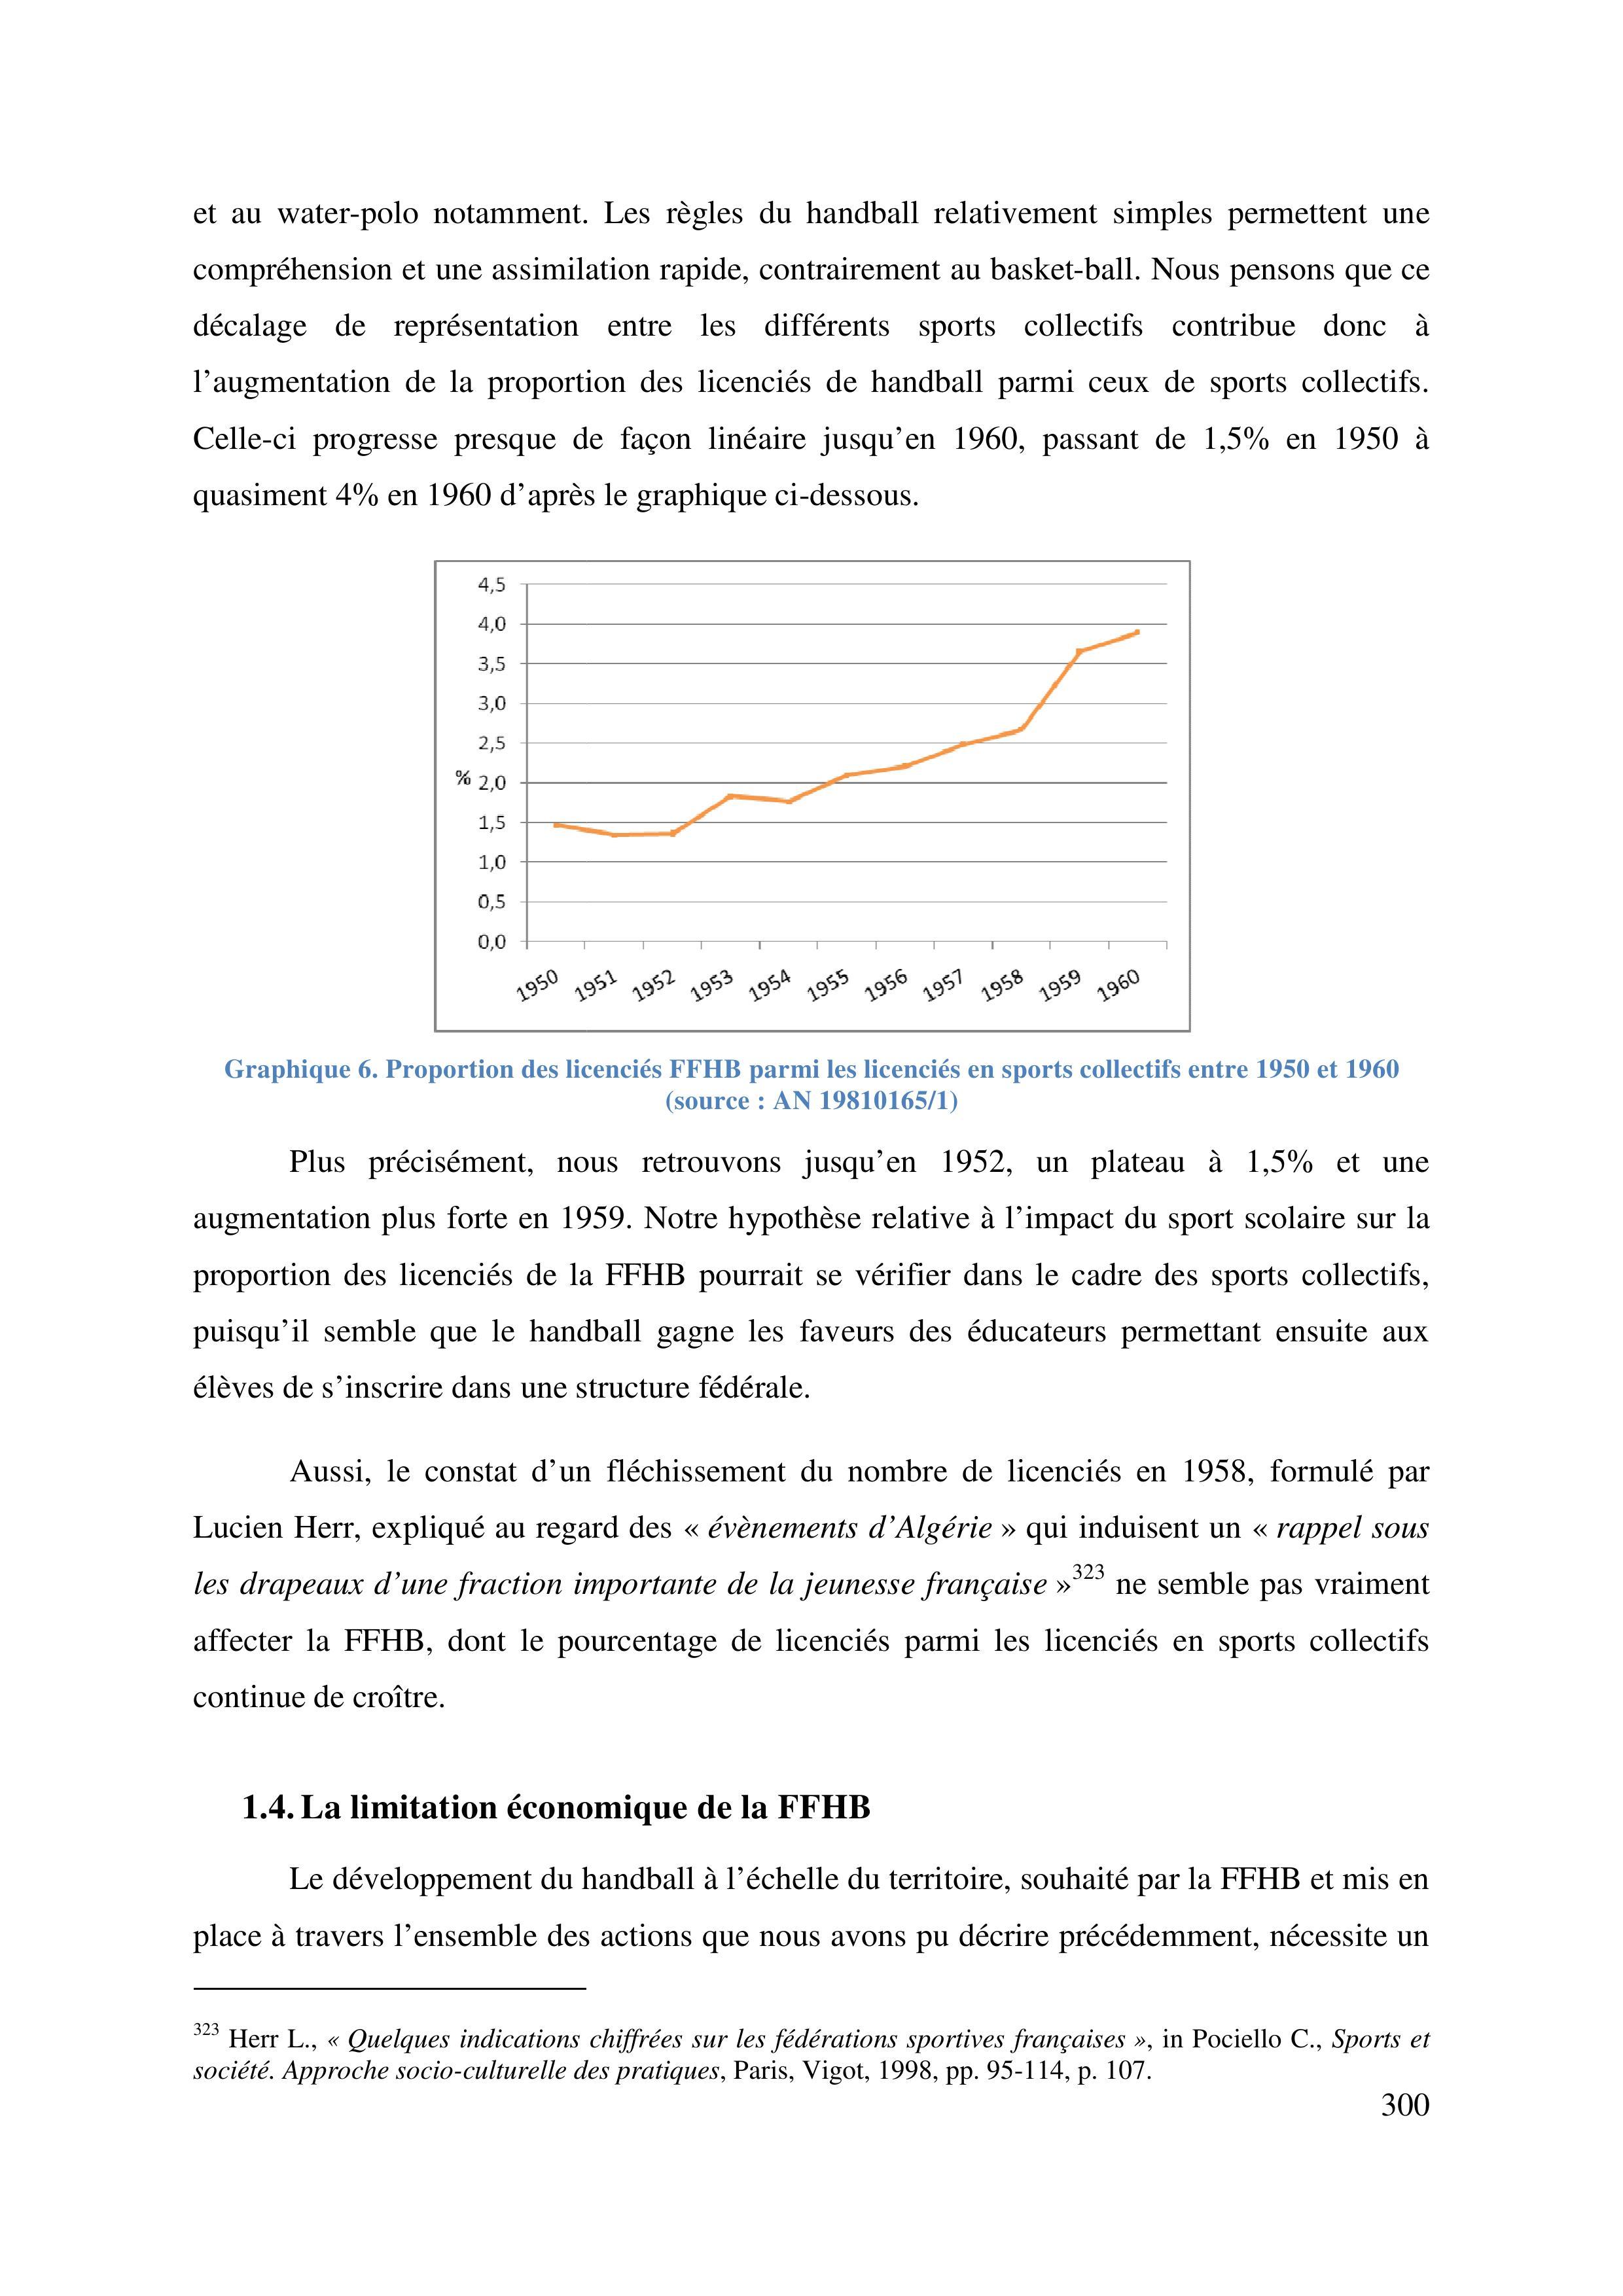 et au water-polo notamment. Les règles du handball relativement simples permettent une
compréhension et une assimilation rapide, contrairement au basket-ball. Nous pensons que ce
décalage de représentation entre les différents sports collectifs contribue donc à
l’augmentation de la proportion des licenciés de handball parmi ceux de sports collectifs.
Celle-ci progresse presque de façon linéaire jusqu’en 1960, passant de 1,5% en 1950 à
quasiment 4% en 1960 d’après le graphique ci-dessous.
4,5
4,0
3,5
3,0
2,5
% 2,0
1,5
1,0
0,5
0,0
1950 1951 1952 1953 1954 1955 1956 1957 1958 1959 1960
Graphique 6. Proportion des licenciés FFHB parmi les licenciés en sports collectifs entre 1950 et 1960
(source : AN 19810165/1)
Plus précisément, nous retrouvons jusqu’en 1952, un plateau à 1,5% et une
augmentation plus forte en 1959. Notre hypothèse relative à l’impact du sport scolaire sur la
proportion des licenciés de la FFHB pourrait se vérifier dans le cadre des sports collectifs,
puisqu’il semble que le handball gagne les faveurs des éducateurs permettant ensuite aux
élèves de s’inscrire dans une structure fédérale.
Aussi, le constat d’un fléchissement du nombre de licenciés en 1958, formulé par
Lucien Herr, expliqué au regard des « évènements d’Algérie » qui induisent un « rappel sous
les drapeaux d’une fraction importante de la jeunesse française »323 ne semble pas vraiment
affecter la FFHB, dont le pourcentage de licenciés parmi les licenciés en sports collectifs
continue de croître.
1.4. La limitation économique de la FFHB
Le développement du handball à l’échelle du territoire, souhaité par la FFHB et mis en
place à travers l’ensemble des actions que nous avons pu décrire précédemment, nécessite un
323 Herr L., « Quelques indications chiffrées sur les fédérations sportives françaises », in Pociello C., Sports et
société. Approche socio-culturelle des pratiques, Paris, Vigot, 1998, pp. 95-114, p. 107.
300